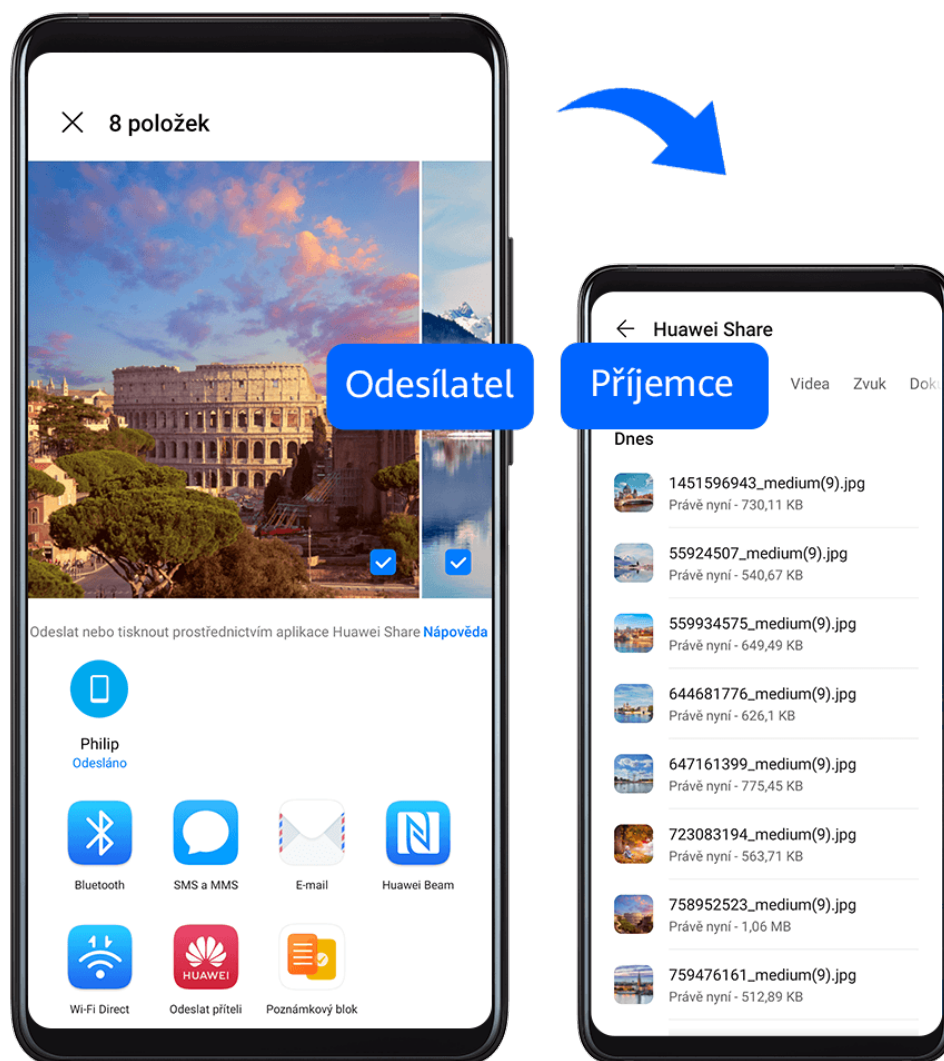 8 položek
Odesílatel
Odeslat nebo tisknout prostřednictvím aplikace Huawei Share Nápověda
Philip
Odesláno
Bluetooth
SMS a MMS
E-mail
Huawei Beam
HUAWEI
Wi-Fi Direct
Odeslat příteli
Poznámkový blok
Huawei Share
Příjemce
Videa
Zvuk
Dok
Dnes
1451596943_medium(9).jpg
Právě nyní - 730,11 KB
55924507_medium(9).jpg
Právě nyní - 540,67 KB
559934575_medium(9).jpg
Právě nyní - 649,49 KB
644681776_medium(9).jpg
Právě nyní - 626,1 KB
647161399_medium(9).jpg
Právě nyní - 775,45 KB
723083194_medium(9).jpg
Právě nyní - 563,71 KB
758952523_medium(9).jpg
Právě nyní - 1,06 MB
759476161_medium(9).jpg
Právě nyní - 512,89 KB